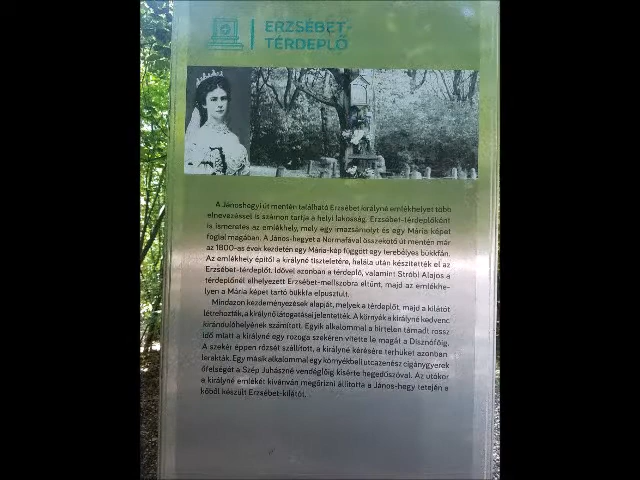 ERZSÉBET-
TÉRDEPLŐ
A Jánoshegyi út mentén található Erzsébet királyné emlékhelyet több
elnevezéssel is számon tartja a helyi lakosság. Erzsébet-térdeplőként
is ismeretes az emlékhely, mely egy imazsámolyt és egy Mária képet
foglal magában. A János-hegyet a Normafával összekötő út mentén már
az 1800-as évek kezdetén egy Mária-kép függött egy terebélyes bükkfán.
Az emlékhely építői a királyné tiszteletére, halála után készítették el az
Erzsébet-térdeplőt. Idővel azonban a térdeplő, valamint Stróbl Alajos a
térdeplőnél elhelyezett Erzsébet-mellszobra eltűnt, majd az emlékhe-
lyen a Mária képet tartó bükkfa elpusztult.
Mindazon kezdeményezések alapját, melyek a térdeplőt, majd a kilátót
létrehozták, a királynő látogatásai jelentették. A környék a királyné kedvenc
kirándulóhelyének számított. Egyik alkalommal a hirtelen támadt rossz
idő miatt a királyné egy rozoga szekéren vitette le magát a Disznófőig.
A szekér éppen rőzsét szállított, a királyné kérésére terhüket azonban
lerakták. Egy másik alkalommal egy környékbeli utcazenész cigánygyerek
őfelségét a Szép Juhászné vendéglőig kísérte hegedőszóval. Az utókor
a királyné emlékét kívánván megőrizni állította a János-hegy tetején a
kőből készült Erzsébet-kilátót.